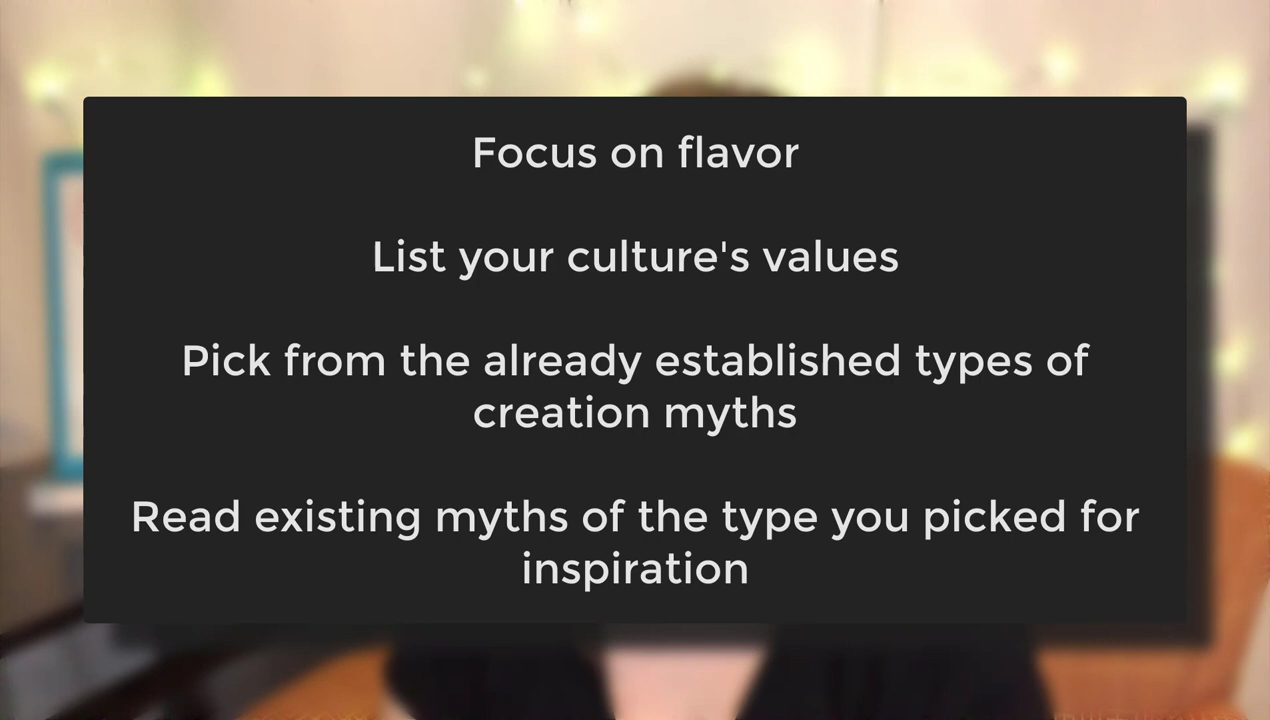 Focus on flavor
List your culture's values
Pick from the already established types of
creation myths
Read existing myths of the type you picked for
inspiration